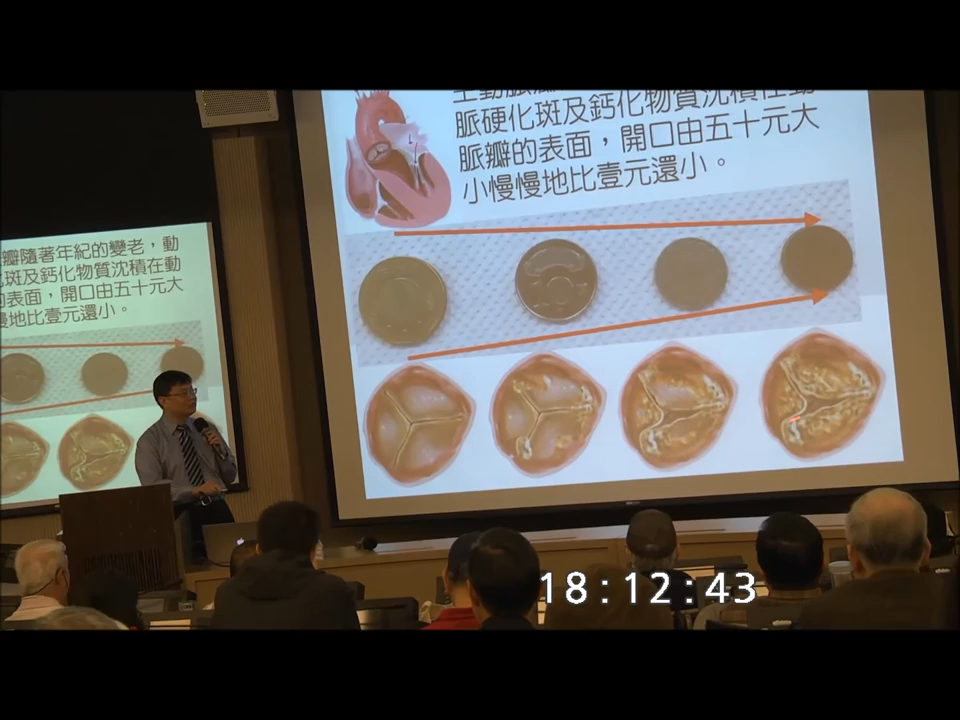 脈硬化斑及鈣化物質沈積在動
脈瓣的表面，開口由五十元大
小慢慢地比壹元還小。
瓣隨著年紀的變老，動
斑及鈣化物質沈積在動
的表面，開口由五十元大
慢地比壹元還小。
18:12:43